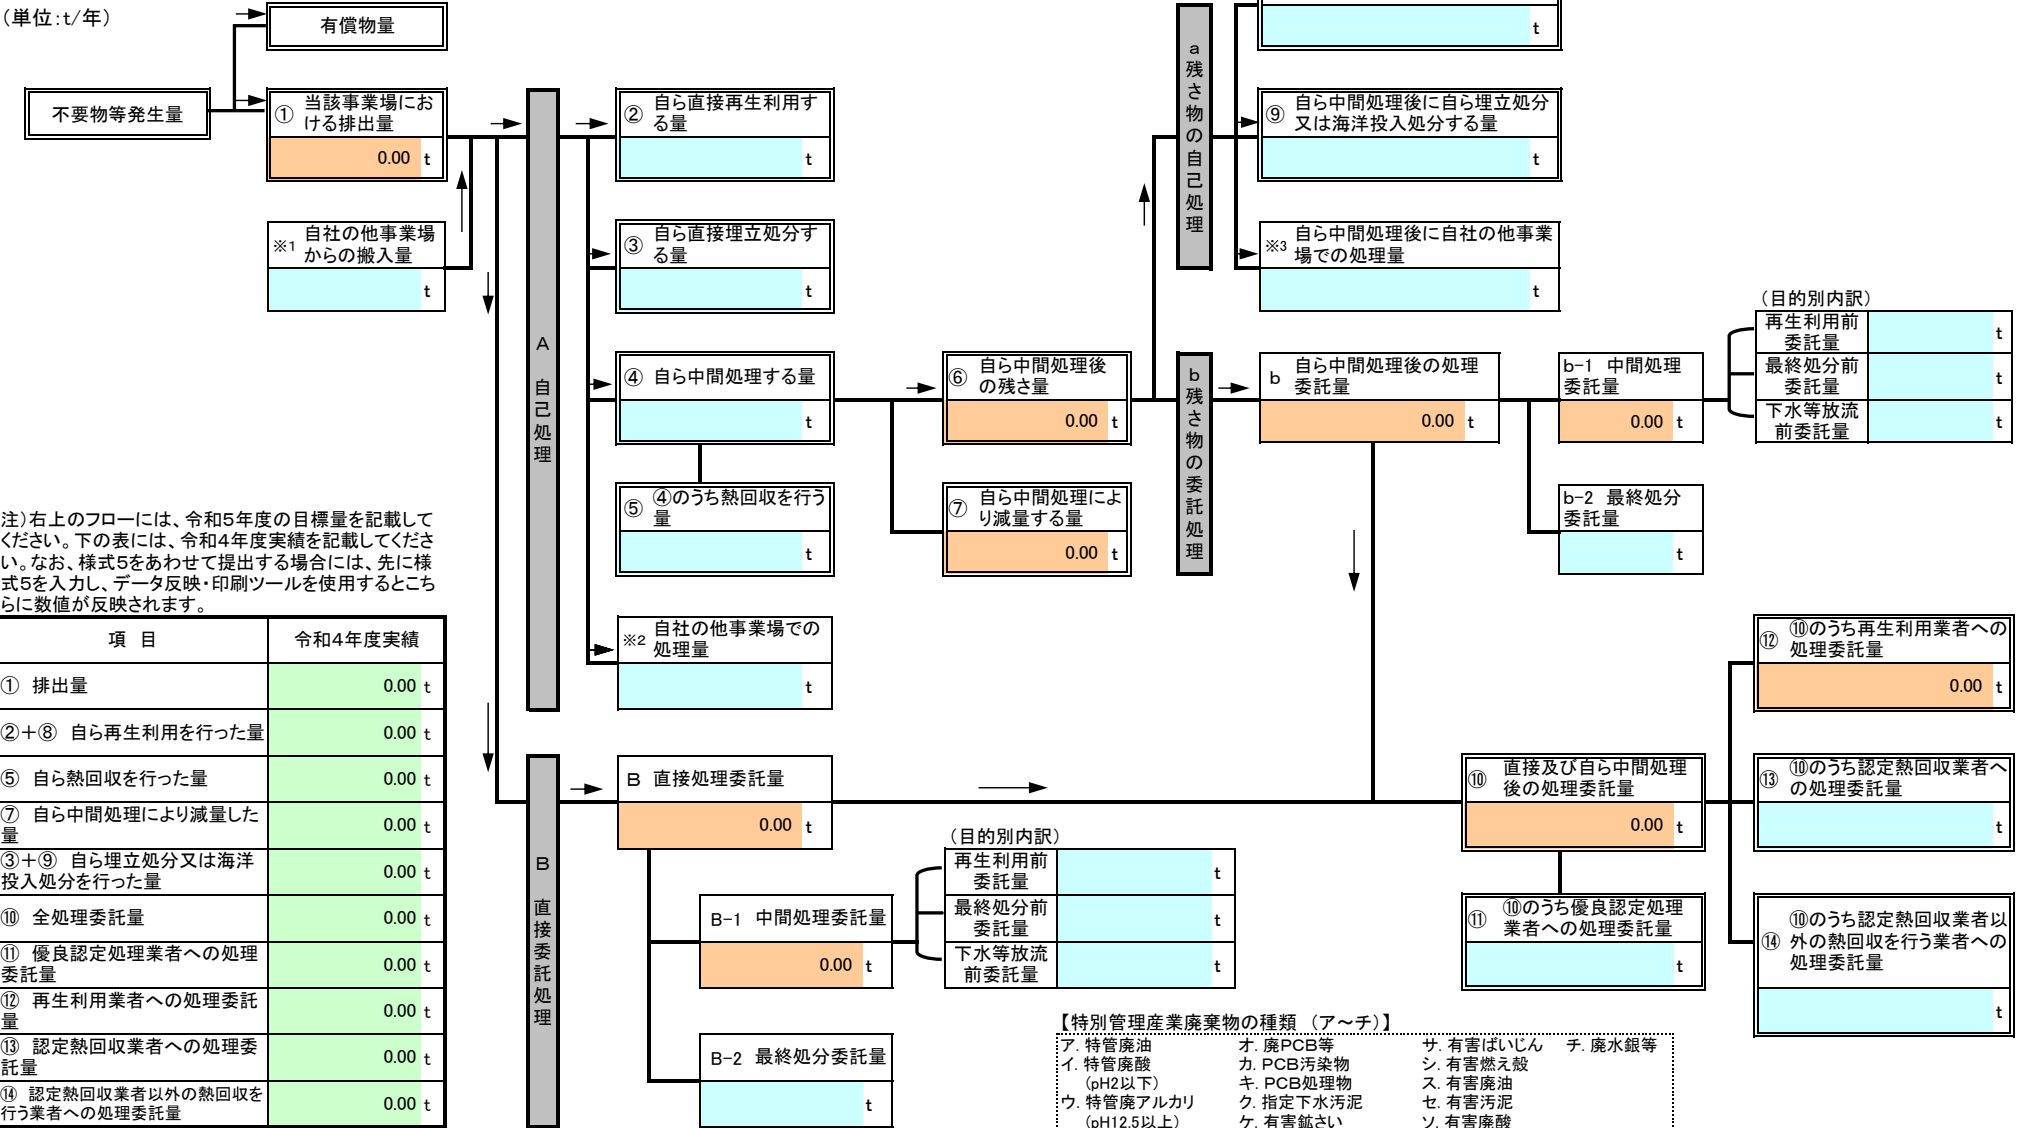 （単位：t/年）
有償物量
不要物等発生量
① 当該事業場にお
ける排出量
0.00 t
※1 自社の他事業場
からの搬入量
t
A 自己処理
② 自ら直接再生利用す
る量
t
③ 自ら直接埋立処分す
る量
t
④ 自ら中間処理する量
t
⑤ ④のうち熱回収を行う
量
t
※2 自社の他事業場での
処理量
t
⑥ 自ら中間処理後
の残さ量
0.00 t
⑦ 自ら中間処理によ
り減量する量
0.00 t
a残さ物の自己処理
t
⑨ 自ら中間処理後に自ら埋立処分
又は海洋投入処分する量
t
※3 自ら中間処理後に自社の他事業
場での処理量
t
b残さ物の委託処理
b 自ら中間処理後の処理
委託量
0.00 t
b-1 中間処理
委託量
0.00 t
（目的別内訳）
再生利用前
委託量
t
最終処分前
委託量
t
下水等放流
前委託量
t
b-2 最終処分
委託量
t
注）右上のフローには、令和５年度の目標量を記載して
ください。下の表には、令和４年度実績を記載してくださ
い。なお、様式５をあわせて提出する場合には、先に様
式５を入力し、データ反映・印刷ツールを使用するとこち
らに数値が反映されます。
項 目 令和４年度実績
① 排出量 0.00 t
②＋⑧ 自ら再生利用を行った量 0.00 t
⑤ 自ら熱回収を行った量 0.00 t
⑦ 自ら中間処理により減量した
量 0.00 t
③＋⑨ 自ら埋立処分又は海洋
投入処分を行った量 0.00 t
⑩ 全処理委託量 0.00 t
⑪ 優良認定処理業者への処理
委託量 0.00 t
⑫ 再生利用業者への処理委託
量 0.00 t
⑬ 認定熱回収業者への処理委
託量 0.00 t
⑭ 認定熱回収業者以外の熱回収を
行う業者への処理委託量 0.00 t
B 直接委託処理
B 直接処理委託量
0.00 t
B-1 中間処理委託量
0.00 t
（目的別内訳）
再生利用前
委託量
t
最終処分前
委託量
t
下水等放流
前委託量
t
B-2 最終処分委託量
t
⑩ 直接及び自ら中間処理
後の処理委託量
0.00 t
⑪ ⑩のうち優良認定処理
業者への処理委託量
t
⑫ ⑩のうち再生利用業者への
処理委託量
0.00 t
⑬ ⑩のうち認定熱回収業者へ
の処理委託量
t
⑭ ⑩のうち認定熱回収業者以
外の熱回収を行う業者への
処理委託量
t
【特別管理産業廃棄物の種類 （ア～チ）】
ア. 特管廃油 オ. 廃PCB等 サ. 有害ばいじん チ. 廃水銀等
イ. 特管廃酸 カ. PCB汚染物 シ. 有害燃え殻
（pH2以下） キ. PCB処理物 ス. 有害廃油
ウ. 特管廃アルカリ ク. 指定下水汚泥 セ. 有害汚泥
（pH12.5以上） ケ. 有害鉱さい ソ. 有害廃酸